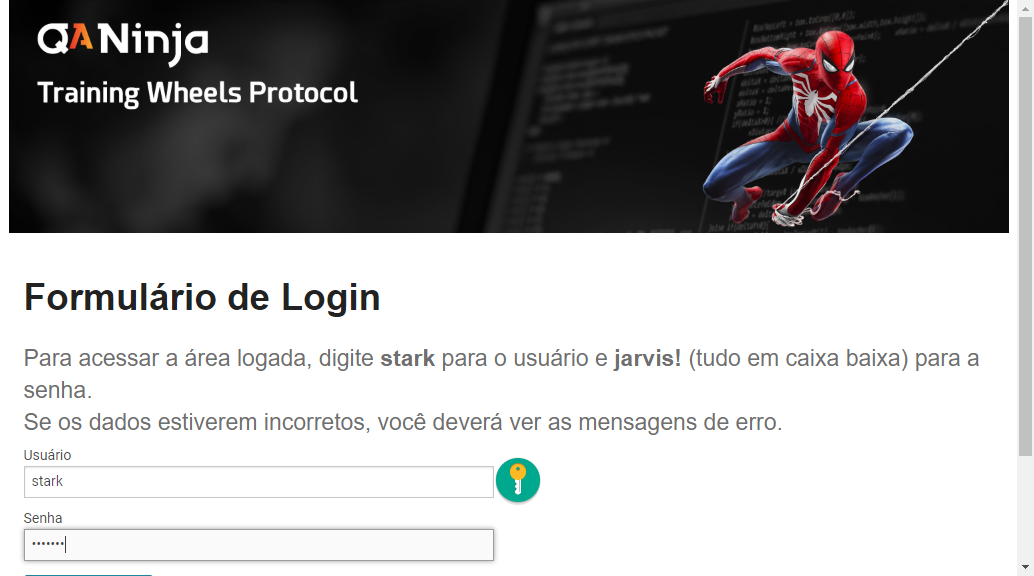 QANinja
Training Wheels Protocol
Formulário de Login
Para acessar a área logada, digite stark para o usuário e jarvis! (tudo em caixa baixa) para a
senha.
Se os dados estiverem incorretos, você deverá ver as mensagens de erro.
Usuário
stark
Senha
•••••••